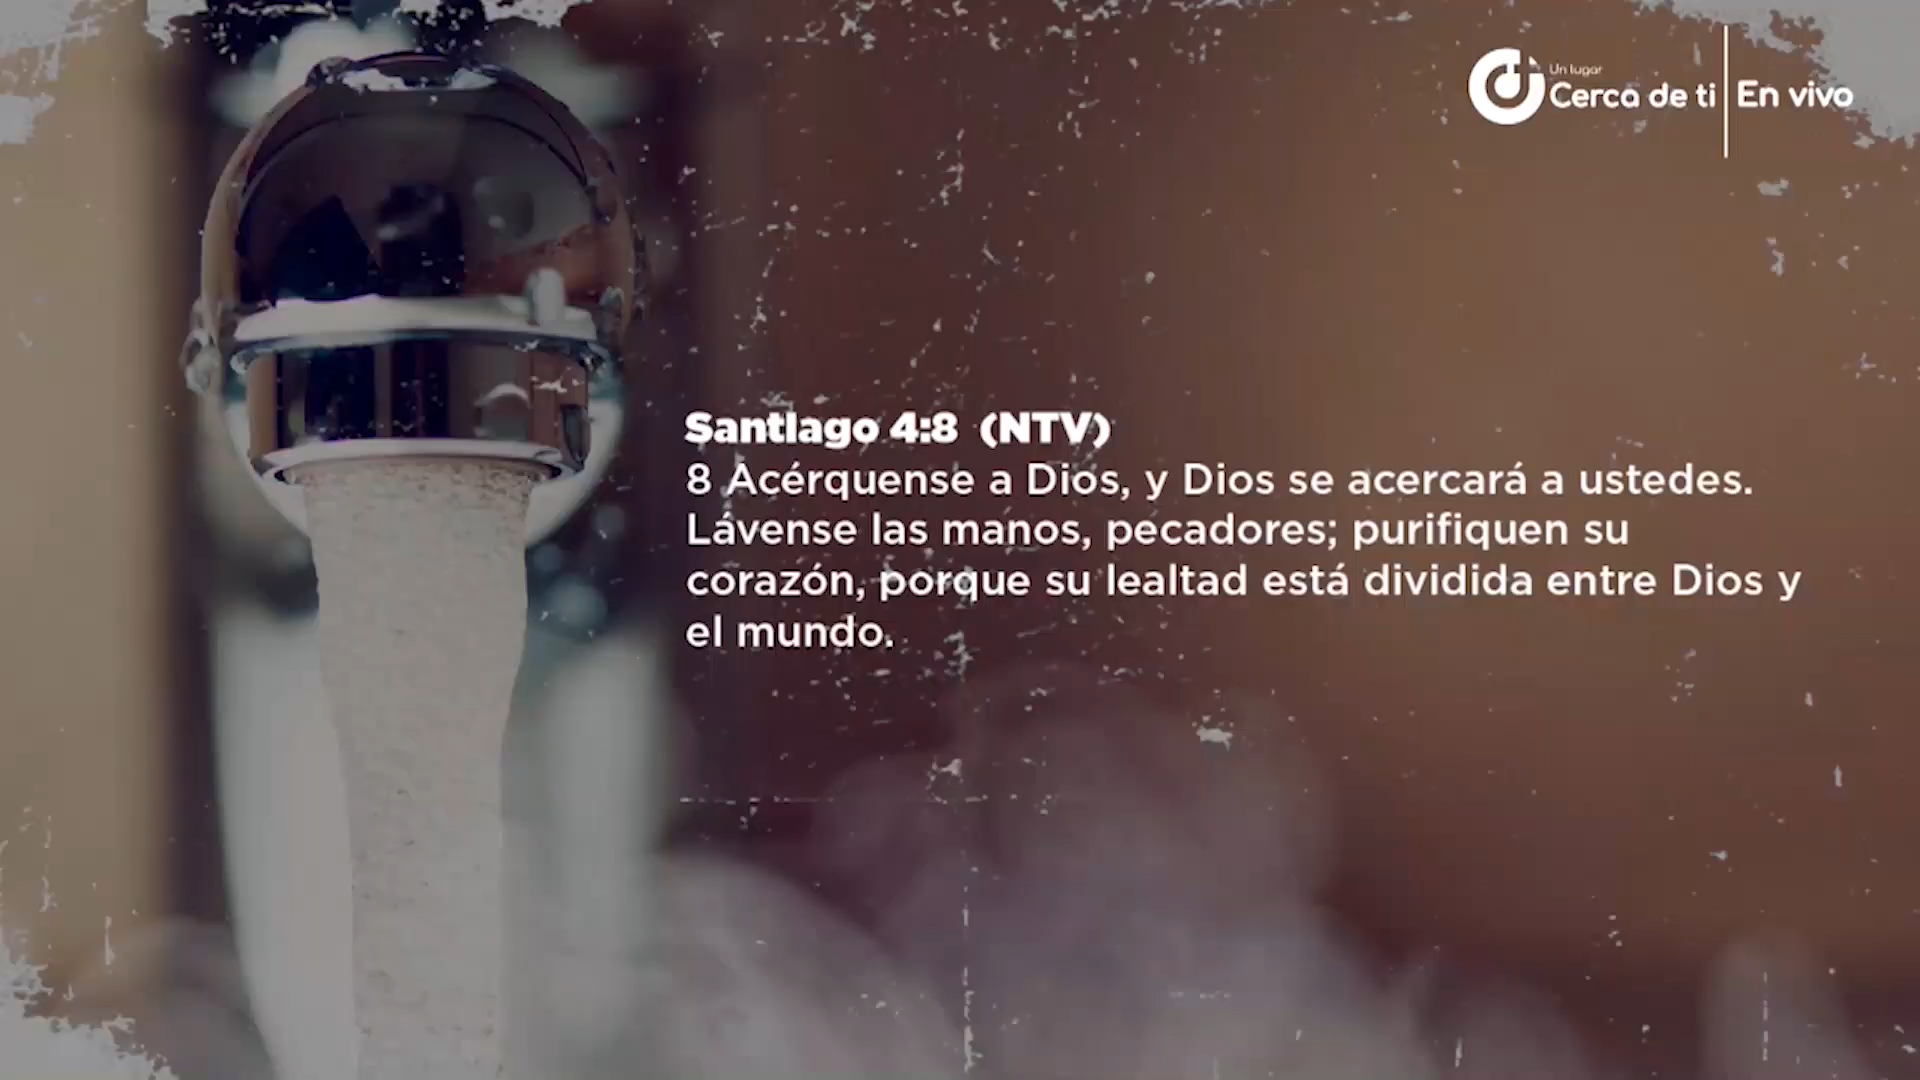 Un lugar
Cerca de ti
En vivo
Santiago 4:8 (NTV)
8 Acérquense a Dios, y Dios se acercará a ustedes.
Lávense las manos, pecadores; purifiquen su
corazón, porque su lealtad está dividida entre Dios y
el mundo.